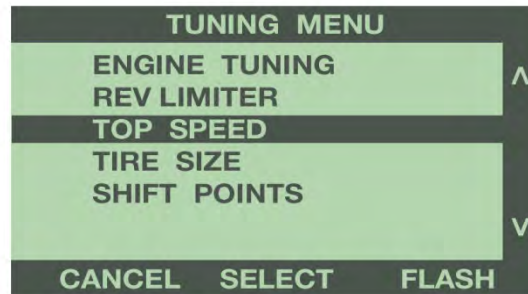 TUNING MENU
ENGINE TUNING
REV LIMITER
TOP SPEED
TIRE SIZE
SHIFT POINTS
CANCEL SELECT FLASH